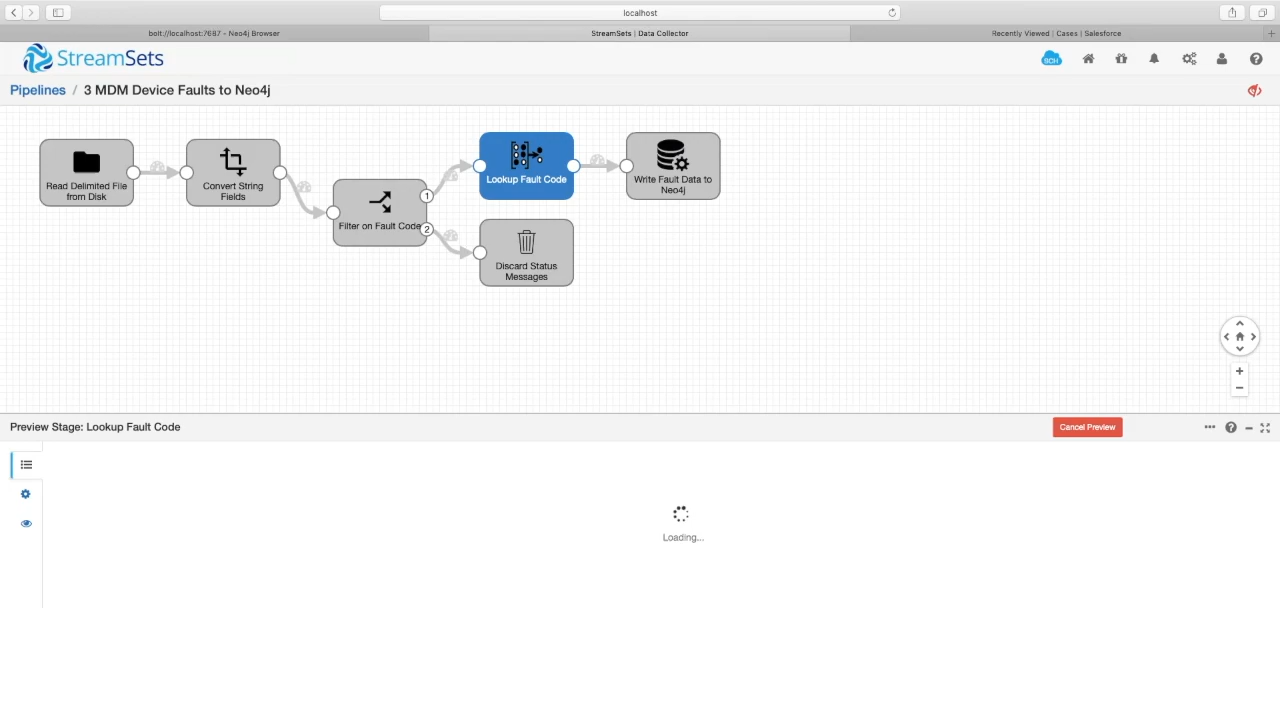 localhost
bolt://localhost:7687 - Neo4j Browser
StreamSets | Data Collector
Recently Viewed | Cases | Salesforce
StreamSets
SCH
Pipelines / 3 MDM Device Faults to Neo4j
Read Delimited File
from Disk
Convert String
Fields
Filter on Fault Code
1
2
Lookup Fault Code
Write Fault Data to
Neo4j
Discard Status
Messages
Preview Stage: Lookup Fault Code
Cancel Preview
Loading...